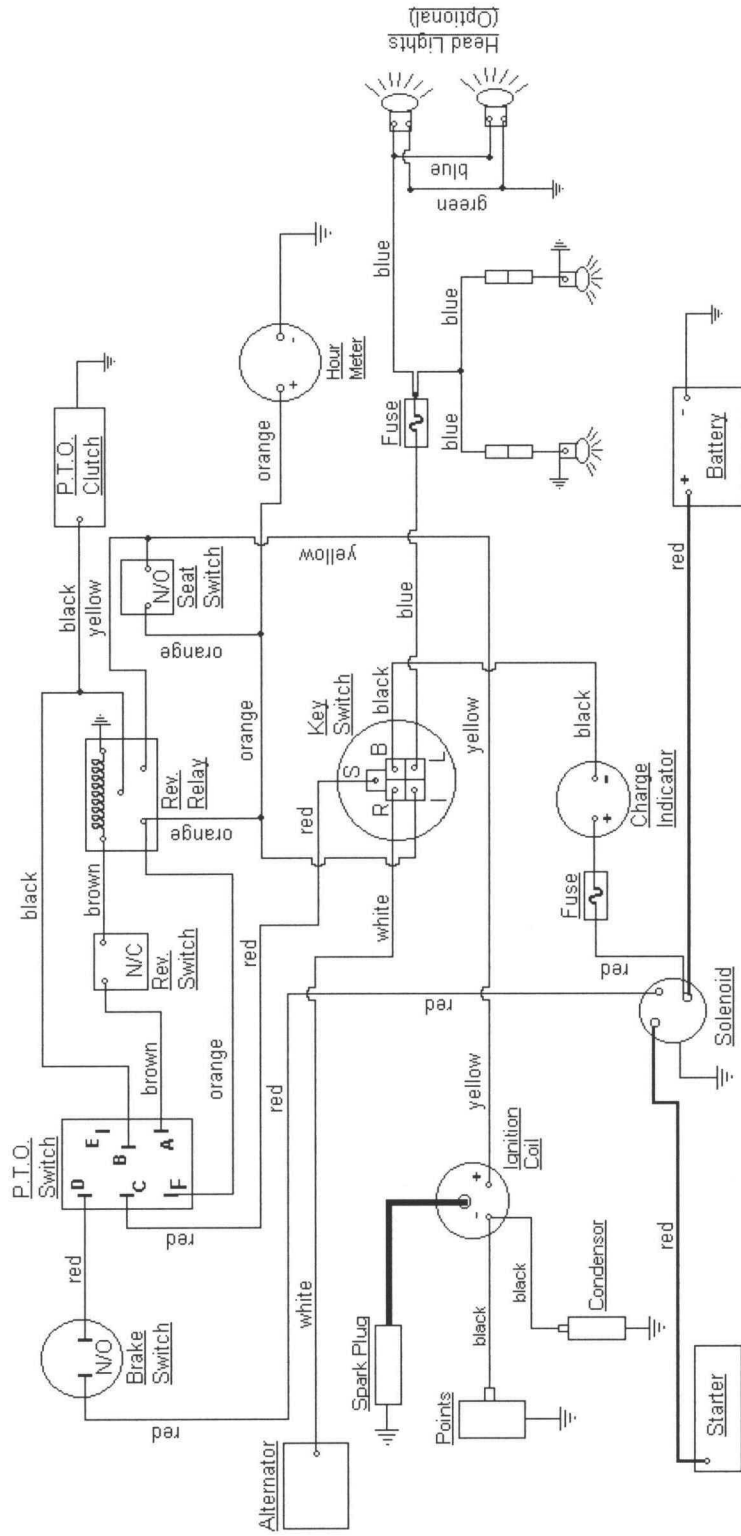 Head Lights
(Optional)
blue
green
blue
blue
blue
Fuse
blue
Hour
Meter
+
-
orange
P.T.O.
Clutch
black
yellow
N/O
Seat
Switch
orange
yellow
orange
Rev.
Relay
orange
brown
black
N/C
Rev.
Switch
brown
orange
P.T.O.
Switch
D
E
B
C
A
F
red
red
N/O
Brake
Switch
red
red
Key
Switch
S
R
B
I
L
black
red
white
white
Alternator
yellow
yellow
Ignition
Coil
-
+
Spark Plug
black
black
Points
Condensor
black
Charge
Indicator
+
-
Fuse
red
red
Solenoid
red
Battery
+
-
red
Starter